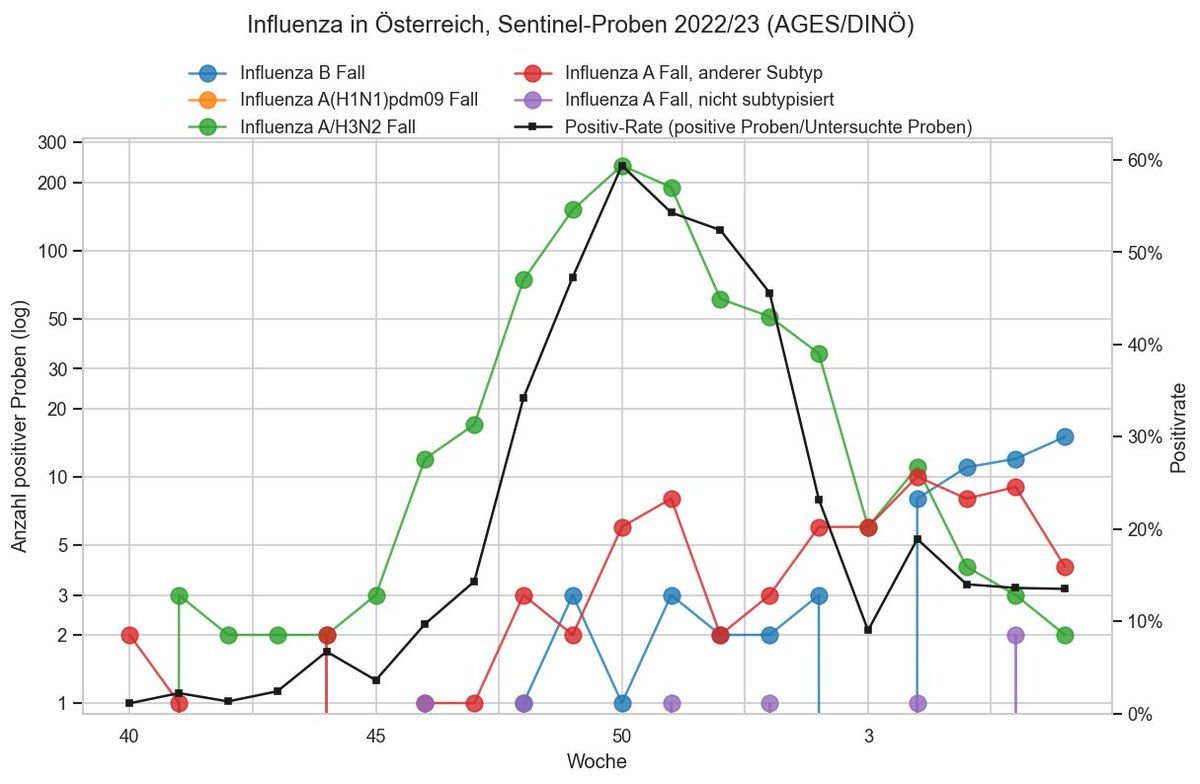 Influenza in Österreich, Sentinel-Proben 2022/23 (AGES/DINÖ)
Influenza B Fall
Influenza A(H1N1)pdm09 Fall
Influenza A/H3N2 Fall
Influenza A Fall, anderer Subtyp
Influenza A Fall, nicht subtypisiert
Positiv-Rate (positive Proben/Untersuchte Proben)
Anzahl positiver Proben (log)
300
200
100
50
30
20
10
5
3
2
1
60%
50%
40%
30%
20%
10%
0%
Positivrate
40
45
50
3
Woche